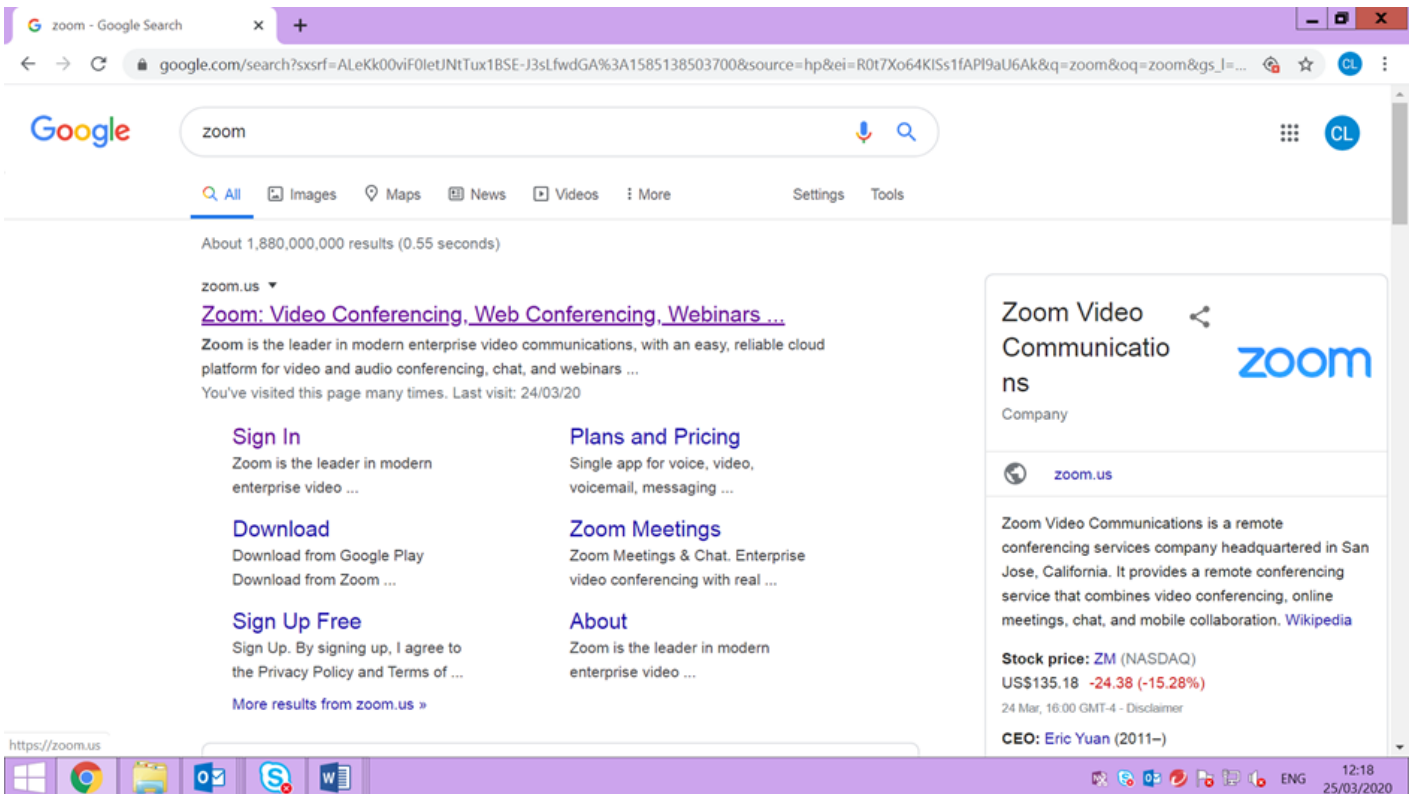 zoom - Google Search
google.com/search?sxsrf=ALeKk00viF0IetJNtTux1BSE-J3sLfwdGA%3A1585138503700&source=hp&ei=R0t7Xo64KISs1fAPl9aU6Ak&q=zoom&oq=zoom&gs_l=...
CL
Google
zoom
CL
All Images Maps News Videos More Settings Tools
About 1,880,000,000 results (0.55 seconds)
zoom.us
Zoom: Video Conferencing, Web Conferencing, Webinars ...
Zoom is the leader in modern enterprise video communications, with an easy, reliable cloud
platform for video and audio conferencing, chat, and webinars ...
You've visited this page many times. Last visit: 24/03/20
Sign In
Zoom is the leader in modern
enterprise video ...
Plans and Pricing
Single app for voice, video,
voicemail, messaging ...
Download
Download from Google Play
Download from Zoom ...
Zoom Meetings
Zoom Meetings & Chat. Enterprise
video conferencing with real ...
Sign Up Free
Sign Up. By signing up, I agree to
the Privacy Policy and Terms of ...
About
Zoom is the leader in modern
enterprise video ...
More results from zoom.us »
Zoom Video
Communicatio
ns
Company
zoom
zoom.us
Zoom Video Communications is a remote
conferencing services company headquartered in San
Jose, California. It provides a remote conferencing
service that combines video conferencing, online
meetings, chat, and mobile collaboration. Wikipedia
Stock price: ZM (NASDAQ)
US$135.18 -24.38 (-15.28%)
24 Mar, 16:00 GMT-4 - Disclaimer
CEO: Eric Yuan (2011–)
https://zoom.us
ENG
12:18
25/03/2020